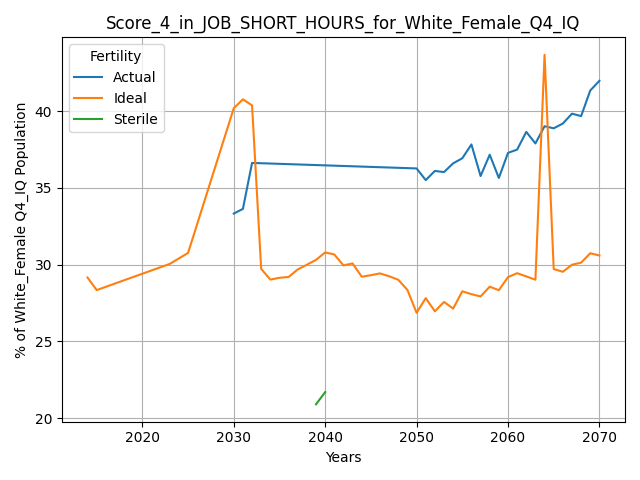 Score_4_in_JOB_SHORT_HOURS_for_White_Female_Q4_IQ
Fertility
Actual
Ideal
Sterile
% of White_Female Q4_IQ Population
40
35
30
25
20
2020
2030
2040
2050
2060
2070
Years